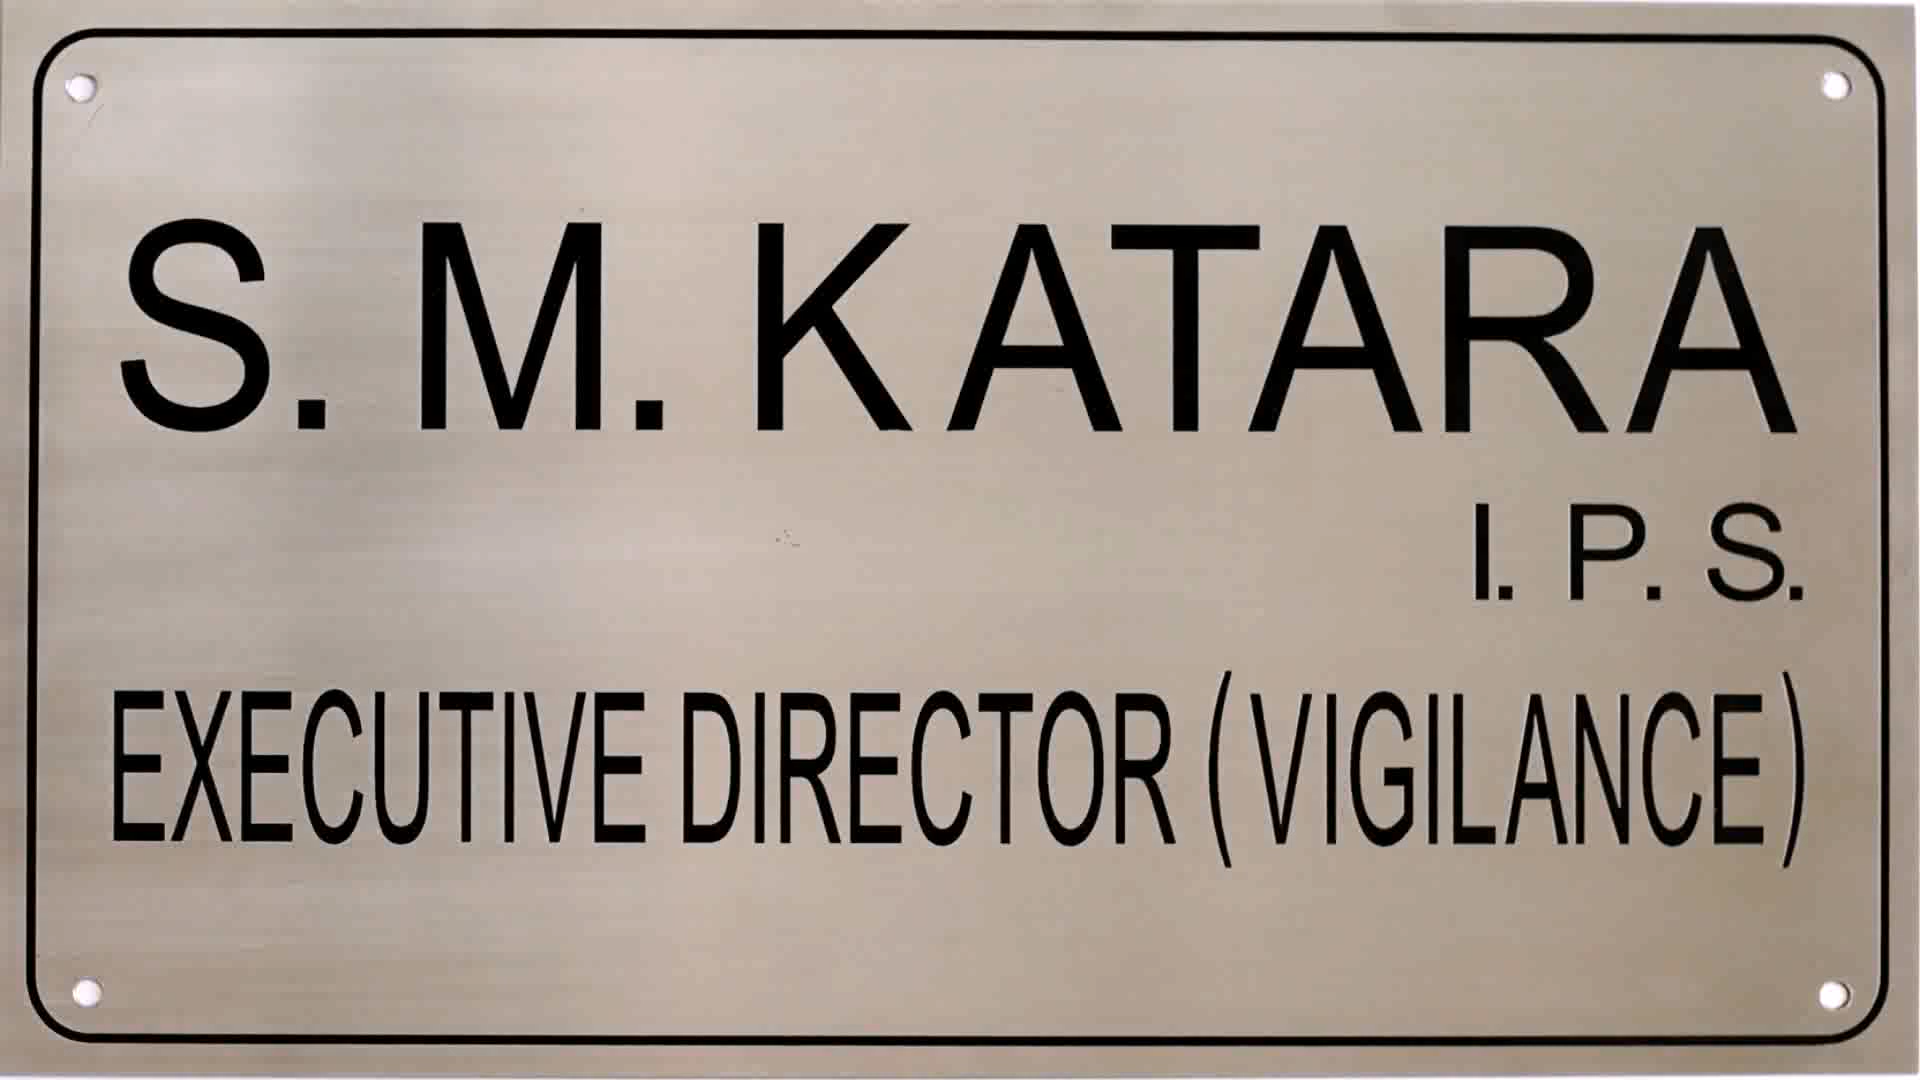 S. M. KATARA
I. P. S.
EXECUTIVE DIRECTOR (VIGILANCE)